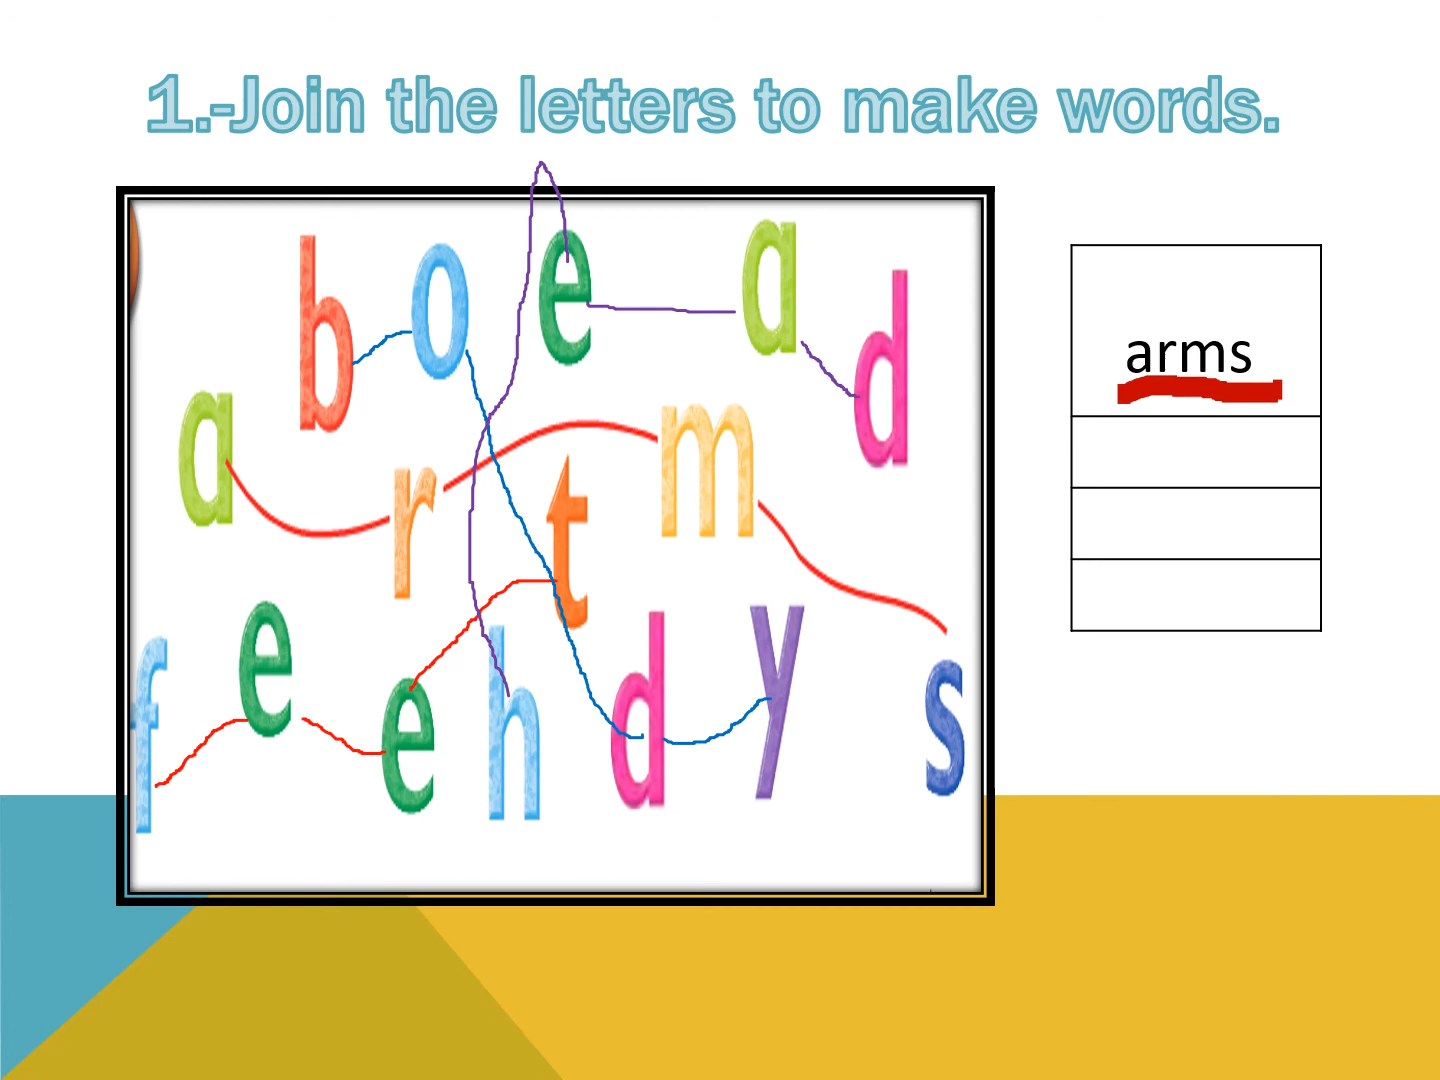 1.-Join the letters to make words.
b o e a d
a r t m
f e e h d y s
arms